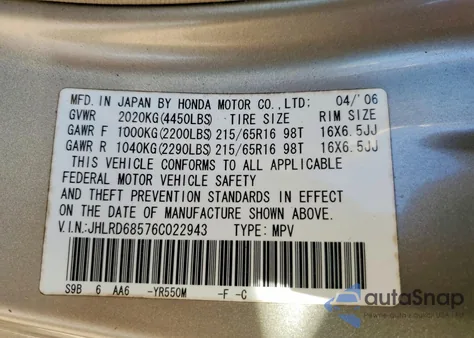 MFD. IN JAPAN BY HONDA MOTOR CO., LTD: 04/'06
GVWR 2020KG(4450LBS) TIRE SIZE RIM SIZE
GAWR F 1000KG(2200LBS) 215/65R16 98T 16X6.5JJ
GAWR R 1040KG(2290LBS) 215/65R16 98T 16X6.5JJ
THIS VEHICLE CONFORMS TO ALL APPLICABLE
FEDERAL MOTOR VEHICLE SAFETY
AND THEFT PREVENTION STANDARDS IN EFFECT
ON THE DATE OF MANUFACTURE SHOWN ABOVE.
V.I.N.:JHLRD68576C022943 TYPE: MPV
S9B 6 AA6 -YR550M -F -C
autoSnap